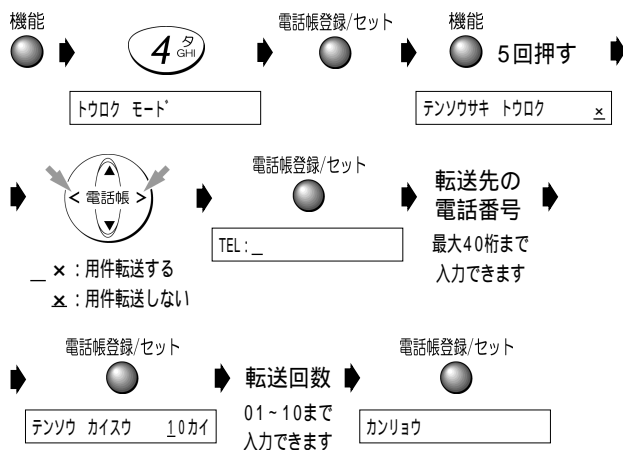 機能
4 タ GHI
電話帳登録/セット
機能
5回押す
トウロク モード
テンソウサキ トウロク ×
< 電話帳 >
_ × : 用件転送する
× : 用件転送しない
電話帳登録/セット
TEL:_
転送先の
電話番号
最大40桁まで
入力できます
電話帳登録/セット
テンソウ カイスウ 10カイ
転送回数
01~10まで
入力できます
電話帳登録/セット
カンリョウ